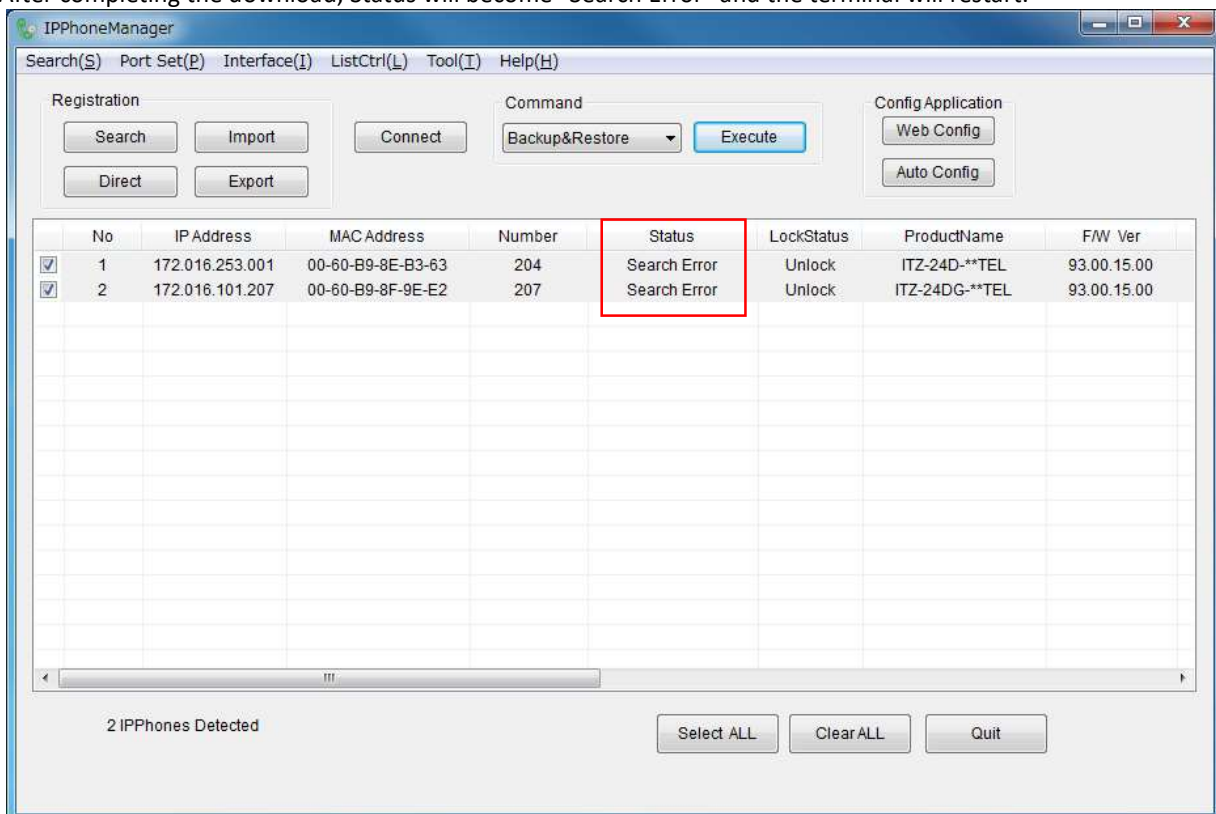 After completing the download, Status will become "Search Error" and the terminal will restart.
IPPhoneManager
Search(S) Port Set(P) Interface(I) ListCtrl(L) Tool(T) Help(H)
Registration Command Config Application
Search Import Connect Backup&Restore Execute Web Config
Direct Export Auto Config
No IP Address MAC Address Number Status LockStatus ProductName F/W Ver
1 172.016.253.001 00-60-B9-8E-B3-63 204 Search Error Unlock ITZ-24D-**TEL 93.00.15.00
2 172.016.101.207 00-60-B9-8F-9E-E2 207 Search Error Unlock ITZ-24DG-**TEL 93.00.15.00
2 IPPhones Detected
Select ALL Clear ALL Quit